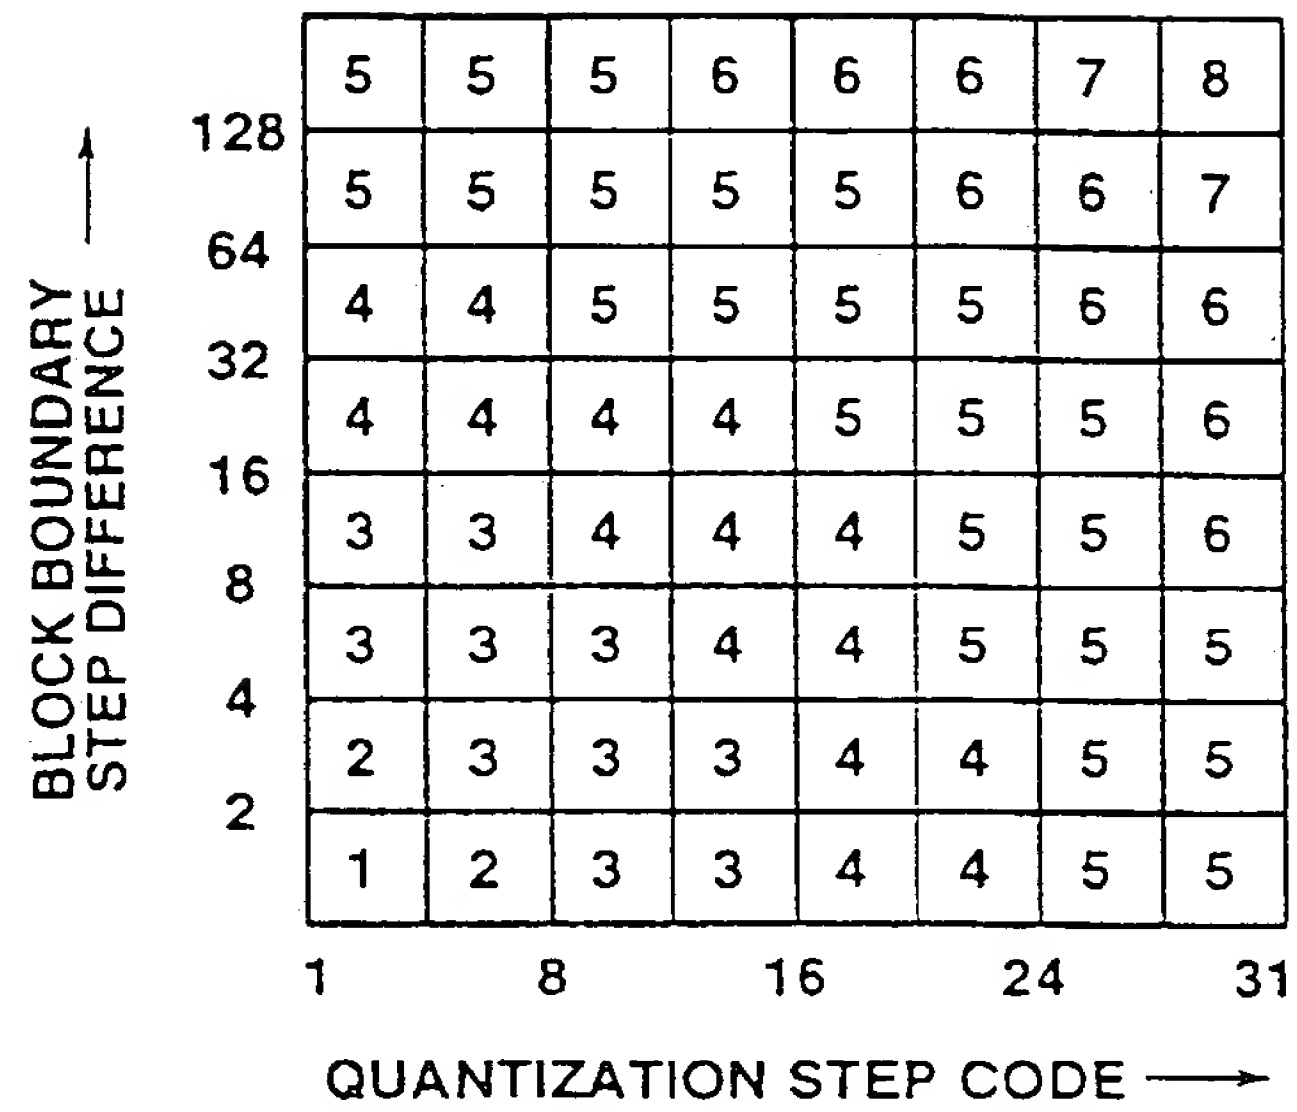 5 5 5 6 6 6 7 8
128
5 5 5 5 5 6 6 7
64
4 4 5 5 5 5 6 6
32
4 4 4 4 5 5 5 6
16
3 3 4 4 4 5 5 6
8
3 3 3 4 4 5 5 5
4
2 3 3 3 4 4 5 5
2
1 2 3 3 4 4 5 5
1 8 16 24 31
BLOCK BOUNDARY
STEP DIFFERENCE
QUANTIZATION STEP CODE